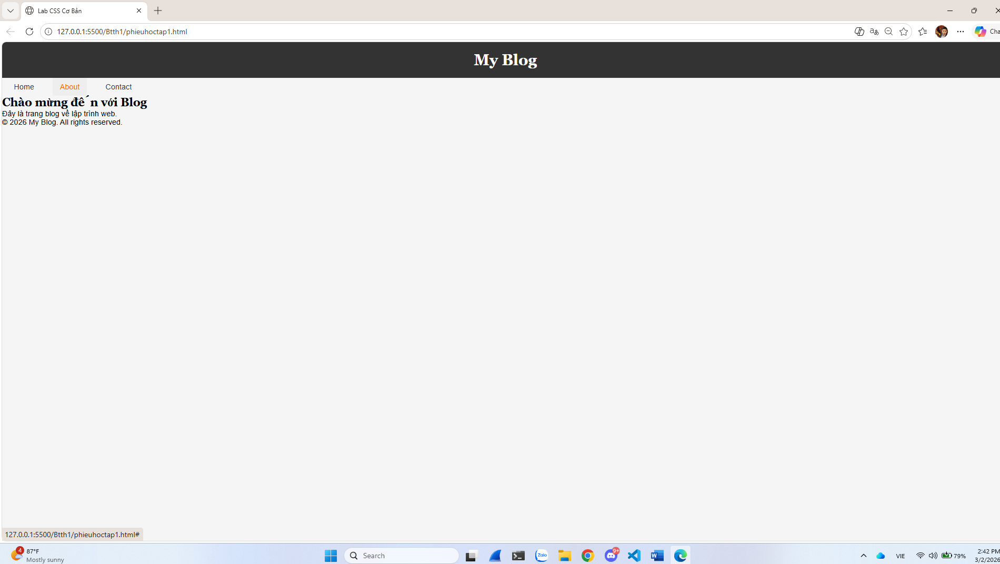 Lab CSS Cơ Bản
127.0.0.1:5500/Btth1/phieuhoctap1.html
Cha
My Blog
Home About Contact
Chào mừng đến với Blog
Đây là trang blog về lập trình web.
© 2026 My Blog. All rights reserved.
127.0.0.1:5500/Btth1/phieuhoctap1.html#
4
87°F
Mostly sunny
Search
Zalo
9+
W
VIE
79%
2:42 PM
3/2/2026